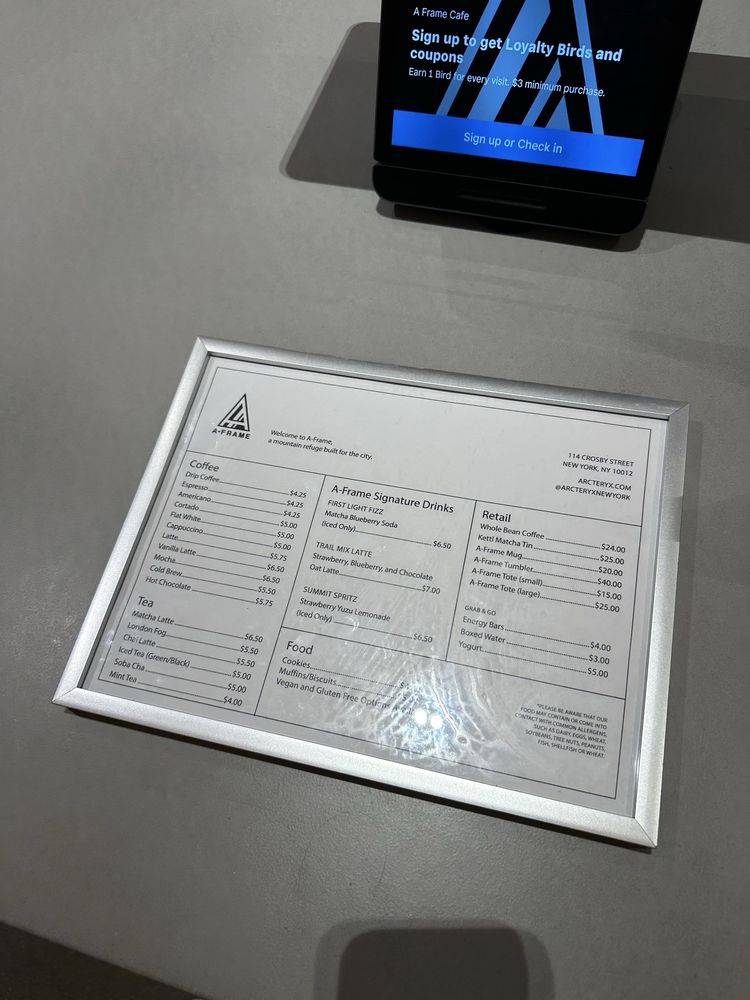 A Frame Cafe
Sign up to get Loyalty Birds and
coupons
Earn 1 Bird for every visit. $3 minimum purchase.
Sign up or Check in
A-FRAME
Welcome to A-Frame,
a mountain refuge built for the city.
114 CROSBY STREET
NEW YORK, NY 10012
ARCTERYX.COM
@ARCTERYXNEWYORK
Coffee
Drip Coffee $4.25
Espresso $4.25
Americano $4.25
Cortado $5.00
Flat White $5.00
Cappuccino $5.00
Latte $5.75
Vanilla Latte $6.50
Mocha $6.50
Cold Brew $5.50
Hot Chocolate $5.75
Tea
Matcha Latte $6.50
London Fog $5.50
Chai Latte $5.50
Iced Tea (Green/Black) $5.00
Soba Cha $5.00
Mint Tea $4.00
A-Frame Signature Drinks
FIRST LIGHT FIZZ
Matcha Blueberry Soda
(Iced Only) $6.50
TRAIL MIX LATTE
Strawberry, Blueberry, and Chocolate
Oat Latte $7.00
SUMMIT SPRITZ
Strawberry Yuzu Lemonade
(Iced Only) $6.50
Food
Cookies
Muffins/Biscuits
Vegan and Gluten Free Options
Retail
Whole Bean Coffee $24.00
Kettl Matcha Tin $25.00
A-Frame Mug $20.00
A-Frame Tumbler $40.00
A-Frame Tote (small) $15.00
A-Frame Tote (large) $25.00
GRAB & GO
Energy Bars $4.00
Boxed Water $3.00
Yogurt $5.00
*PLEASE BE AWARE THAT OUR
FOOD MAY CONTAIN OR COME INTO
CONTACT WITH COMMON ALLERGENS,
SUCH AS DAIRY, EGGS, WHEAT,
SOYBEANS, TREE NUTS, PEANUTS,
FISH, SHELLFISH OR WHEAT.